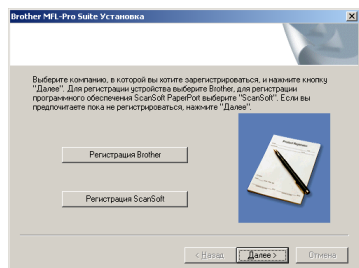 Brother MFL-Pro Suite Установка
Выберите компанию, в которой вы хотите зарегистрироваться, и нажмите кнопку
"Далее". Для регистрации устройства выберите Brother, для регистрации
программного обеспечения ScanSoft PaperPort выберите "ScanSoft". Если вы
предпочитаете пока не регистрироваться, нажмите "Далее".
Регистрация Brother
Регистрация ScanSoft
< Назад
Далее >
Отмена